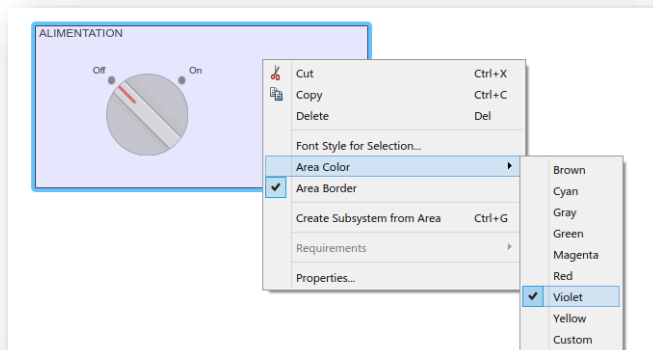 ALIMENTATION
Off On
Cut Ctrl+X
Copy Ctrl+C
Delete Del
Font Style for Selection...
Area Color
Area Border
Create Subsystem from Area Ctrl+G
Requirements
Properties...
Brown
Cyan
Gray
Green
Magenta
Red
Violet
Yellow
Custom